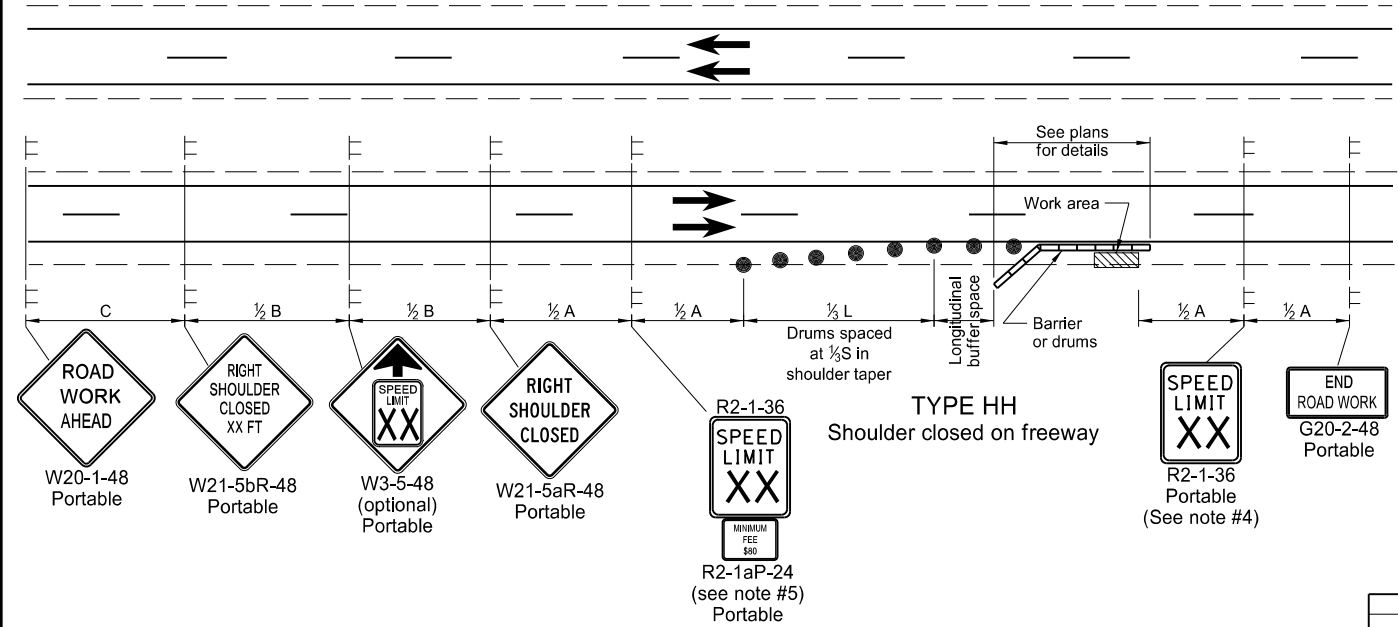 See plans
for details
Work area
C
½ B
½ B
½ A
½ A
⅓ L
Drums spaced
at ⅓S in
shoulder taper
Longitudinal
buffer space
Barrier
or drums
½ A
½ A
ROAD
WORK
AHEAD
W20-1-48
Portable
RIGHT
SHOULDER
CLOSED
XX FT
W21-5bR-48
Portable
SPEED
LIMIT
XX
W3-5-48
(optional)
Portable
RIGHT
SHOULDER
CLOSED
W21-5aR-48
Portable
R2-1-36
SPEED
LIMIT
XX
MINIMUM
FEE
$80
R2-1aP-24
(see note #5)
Portable
TYPE HH
Shoulder closed on freeway
SPEED
LIMIT
XX
R2-1-36
Portable
(See note #4)
END
ROAD WORK
G20-2-48
Portable